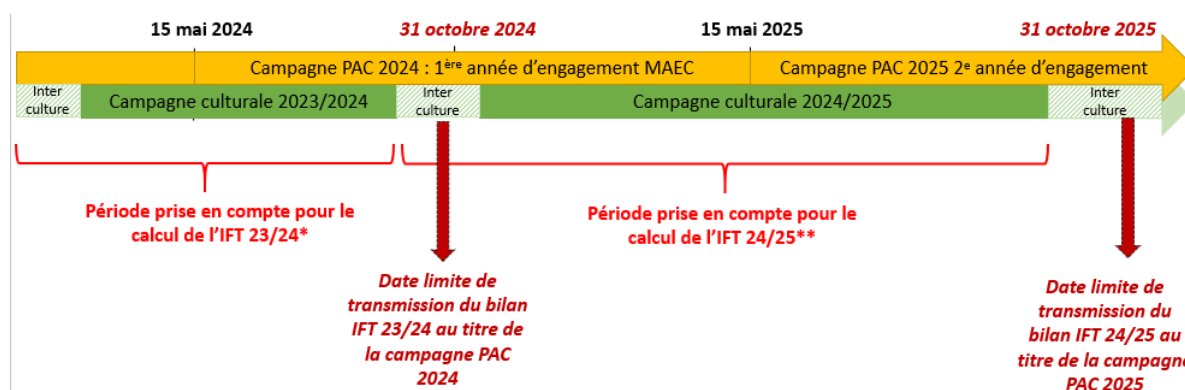 15 mai 2024
31 octobre 2024
15 mai 2025
31 octobre 2025
Campagne PAC 2024 : 1ère année d’engagement MAEC
Campagne PAC 2025 2e année d’engagement
Inter
culture
Campagne culturale 2023/2024
Inter
culture
Campagne culturale 2024/2025
Inter
culture
Période prise en compte pour le
calcul de l’IFT 23/24*
Période prise en compte pour le
calcul de l’IFT 24/25**
Date limite de
transmission du bilan
IFT 23/24 au titre de
la campagne PAC
2024
Date limite de
transmission du
bilan IFT 24/25 au
titre de la campagne
PAC 2025